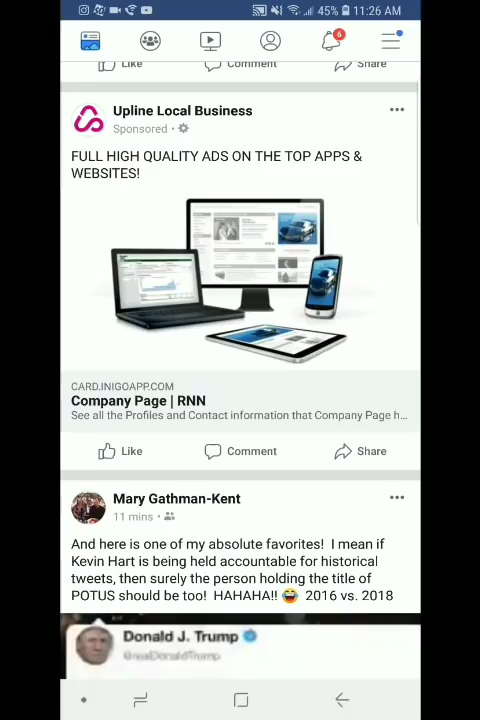 45% 11:26 AM
6
Like Comment Share
Upline Local Business
Sponsored
FULL HIGH QUALITY ADS ON THE TOP APPS &
WEBSITES!
CARD.INIGOAPP.COM
Company Page | RNN
See all the Profiles and Contact information that Company Page h...
Like Comment Share
Mary Gathman-Kent
11 mins
And here is one of my absolute favorites! I mean if
Kevin Hart is being held accountable for historical
tweets, then surely the person holding the title of
POTUS should be too! HAHAHA!! 😂 2016 vs. 2018
Donald J. Trump
@realDonaldTrump